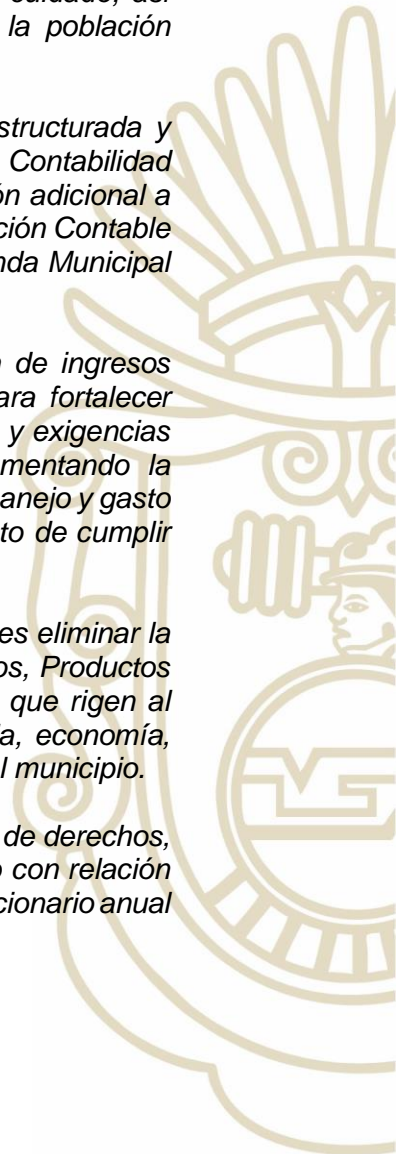 la población
structurada y
Contabilidad
ón adicional a
ción Contable
nda Municipal
de ingresos
ara fortalecer
y exigencias
mentando la
anejo y gasto
to de cumplir
es eliminar la
os, Productos
que rigen al
a, economía,
l municipio.
de derechos,
o con relación
cionario anual